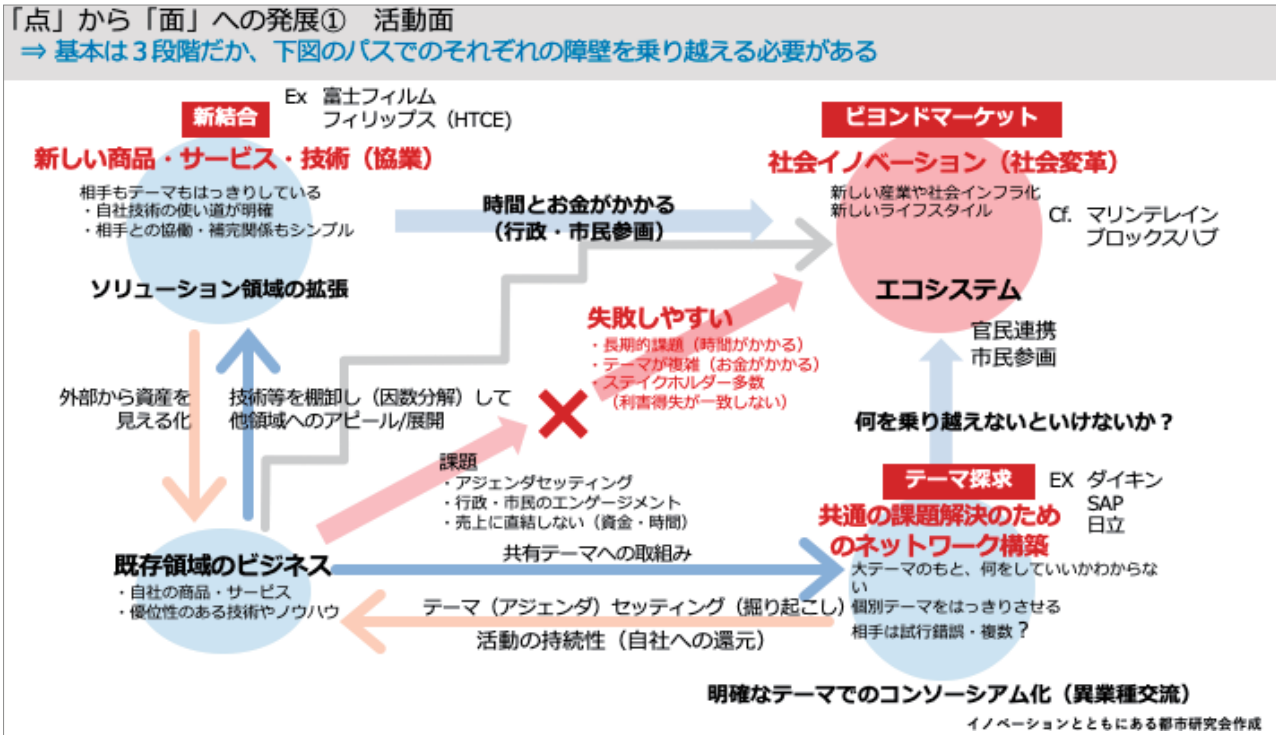 「点」から「面」への発展① 活動面
⇒ 基本は３段階だか、下図のパスでのそれぞれの障壁を乗り越える必要がある
新結合
Ex 富士フィルム
フィリップス（HTCE)
新しい商品・サービス・技術（協業）
相手もテーマもはっきりしている
・自社技術の使い道が明確
・相手との協働・補完関係もシンプル
ソリューション領域の拡張
時間とお金がかかる
（行政・市民参画）
ビヨンドマーケット
社会イノベーション（社会変革）
新しい産業や社会インフラ化
新しいライフスタイル
Cf. マリンテレイン
ブロックスハブ
エコシステム
官民連携
市民参画
失敗しやすい
・長期的課題（時間がかかる）
・テーマが複雑（お金がかかる）
・ステイクホルダー多数
（利害得失が一致しない）
外部から資産を
見える化
技術等を棚卸し（因数分解）して
他領域へのアピール/展開
何を乗り越えないといけないか？
課題
・アジェンダセッティング
・行政・市民のエンゲージメント
・売上に直結しない（資金・時間）
テーマ探求
EX ダイキン
SAP
日立
共通の課題解決のため
のネットワーク構築
大テーマのもと、何をしていいかわからな
い
個別テーマをはっきりさせる
相手は試行錯誤・複数？
既存領域のビジネス
・自社の商品・サービス
・優位性のある技術やノウハウ
共有テーマへの取組み
テーマ（アジェンダ）セッティング（掘り起こし）
活動の持続性（自社への還元）
明確なテーマでのコンソーシアム化（異業種交流）
イノベーションとともにある都市研究会作成